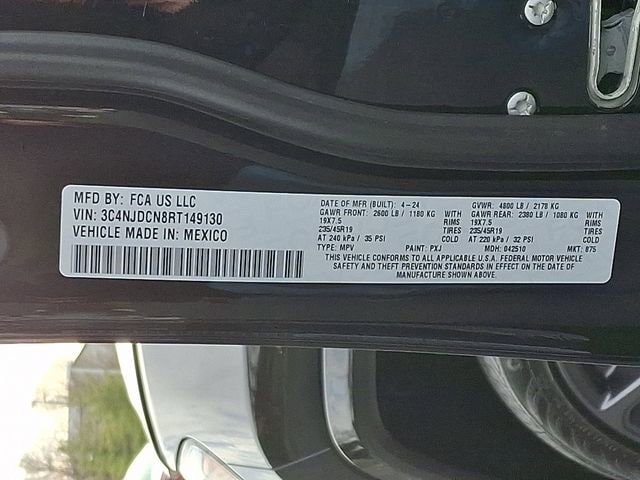 MFD BY: FCA US LLC
VIN: 3C4NJDCN8RT149130
VEHICLE MADE IN: MEXICO
DATE OF MFR (BUILT): 4-24 GVWR: 4800 LB / 2178 KG
GAWR FRONT: 2600 LB / 1180 KG WITH GAWR REAR: 2380 LB / 1080 KG WITH
19X7.5 RIMS 19X7.5 RIMS
235/45R19 TIRES 235/45R19 TIRES
AT 240 kPa / 35 PSI COLD AT 220 kPa / 32 PSI COLD
TYPE: MPV PAINT: PXJ MDH: 042510 MKT: 875
THIS VEHICLE CONFORMS TO ALL APPLICABLE U.S.A. FEDERAL MOTOR VEHICLE
SAFETY AND THEFT PREVENTION STANDARDS IN EFFECT ON THE DATE OF
MANUFACTURE SHOWN ABOVE.